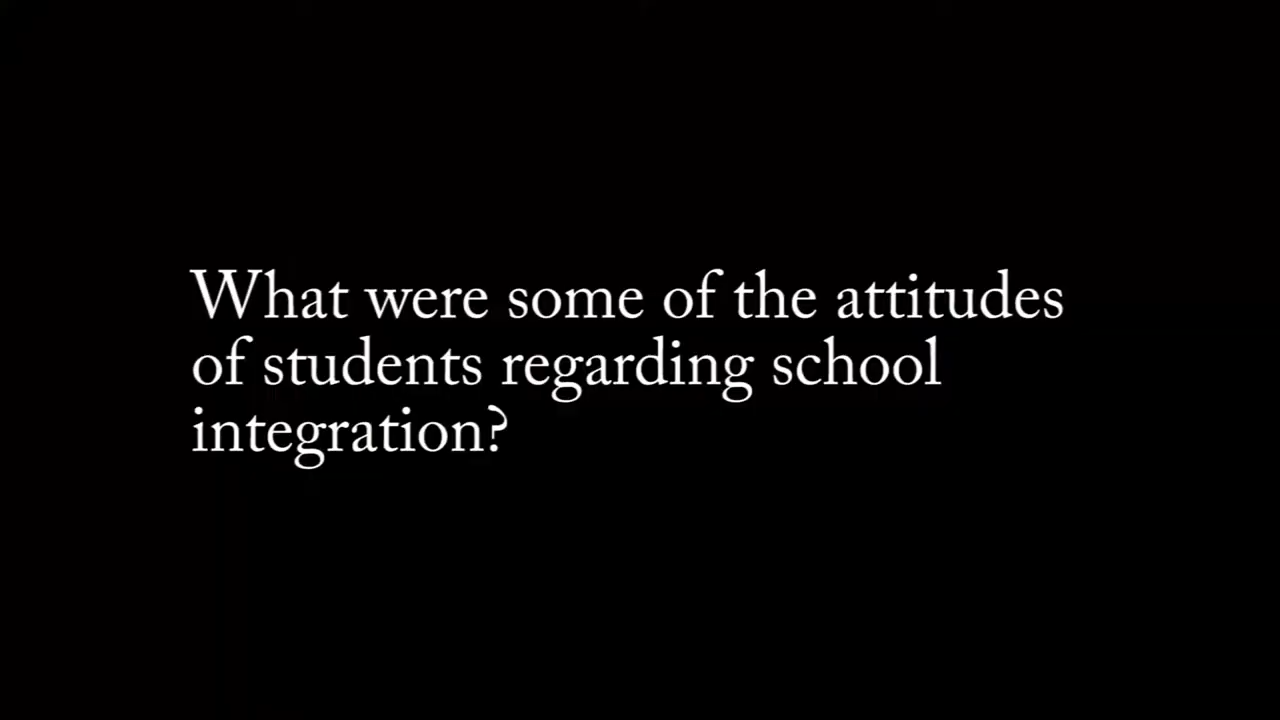 What were some of the attitudes
of students regarding school
integration?